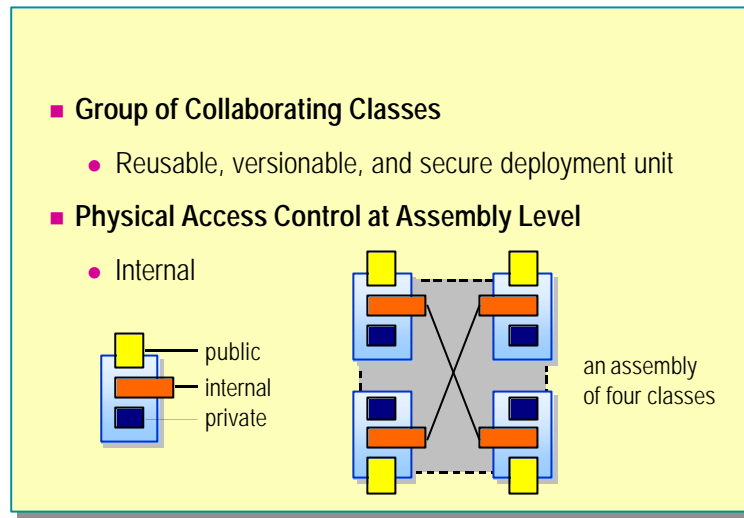 Group of Collaborating Classes
Reusable, versionable, and secure deployment unit
Physical Access Control at Assembly Level
Internal
public
internal
private
an assembly
of four classes